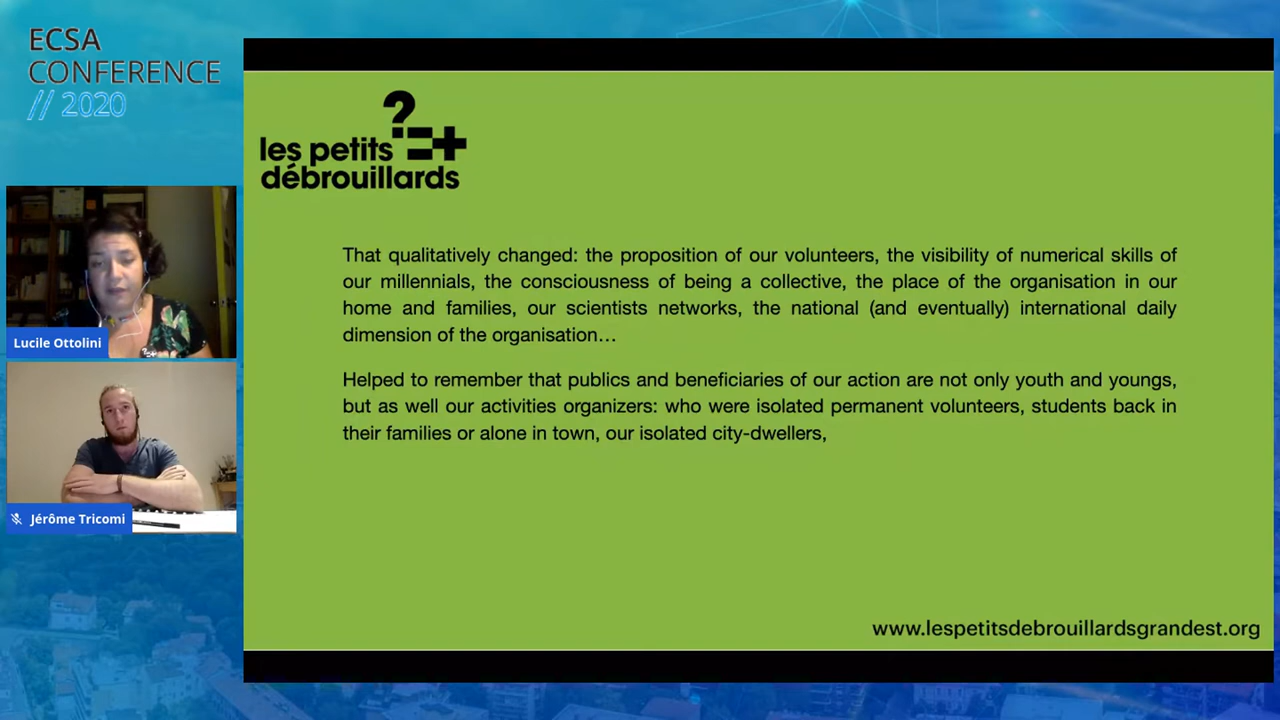 ECSA
CONFERENCE
// 2020
Lucile Ottolini
Jérôme Tricomi
?
les petits
débrouillards
That qualitatively changed: the proposition of our volunteers, the visibility of numerical skills of
our millennials, the consciousness of being a collective, the place of the organisation in our
home and families, our scientists networks, the national (and eventually) international daily
dimension of the organisation…
Helped to remember that publics and beneficiaries of our action are not only youth and youngs,
but as well our activities organizers: who were isolated permanent volunteers, students back in
their families or alone in town, our isolated city-dwellers,
www.lespetitsdebrouillardsgrandest.org